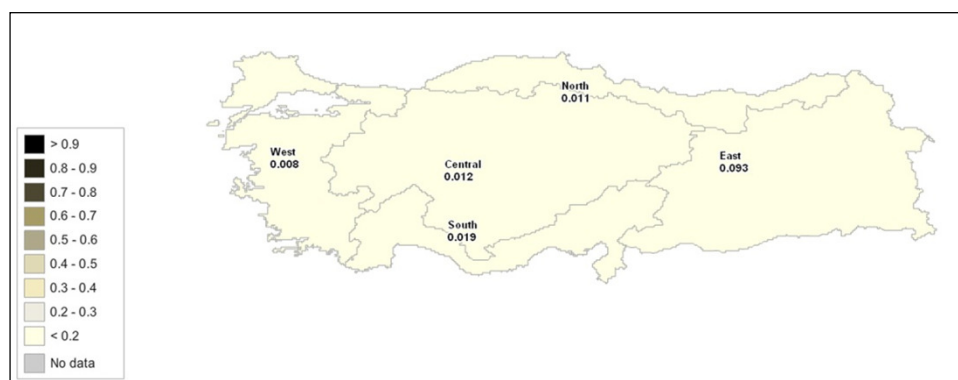 North
0.011
West
0.008
Central
0.012
East
0.093
South
0.019
> 0.9
0.8 - 0.9
0.7 - 0.8
0.6 - 0.7
0.5 - 0.6
0.4 - 0.5
0.3 - 0.4
0.2 - 0.3
< 0.2
No data